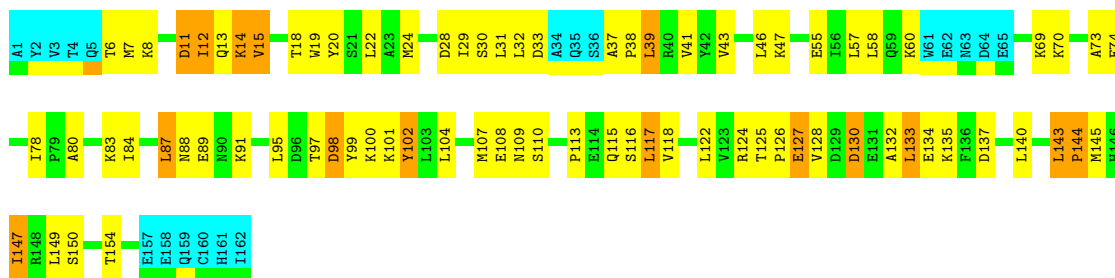 A1 Y2 V3 T4 Q5 T6 M7 K8 D11 I12 Q13 K14 V15 T18 W19 Y20 S21 L22 A23 M24 D28 I29 S30 L31 L32 D33 A34 Q35 S36 A37 P38 L39 R40 V41 Y42 V43 L46 K47 E55 I56 L57 L58 Q59 K60 W61 E62 N63 D64 E65 K69 K70 A73 E74
I78 P79 A80 K83 I84 L87 N88 E89 N90 K91 L95 D96 T97 D98 Y99 K100 K101 Y102 L103 L104 M107 E108 N109 S110 P113 E114 Q115 S116 L117 V118 L122 V123 R124 T125 P126 E127 V128 D129 D130 E131 A132 L133 E134 K135 F136 D137 L140 L143 P144 M145 H146
I147 R148 L149 S150 T154 E157 E158 Q159 C160 H161 I162